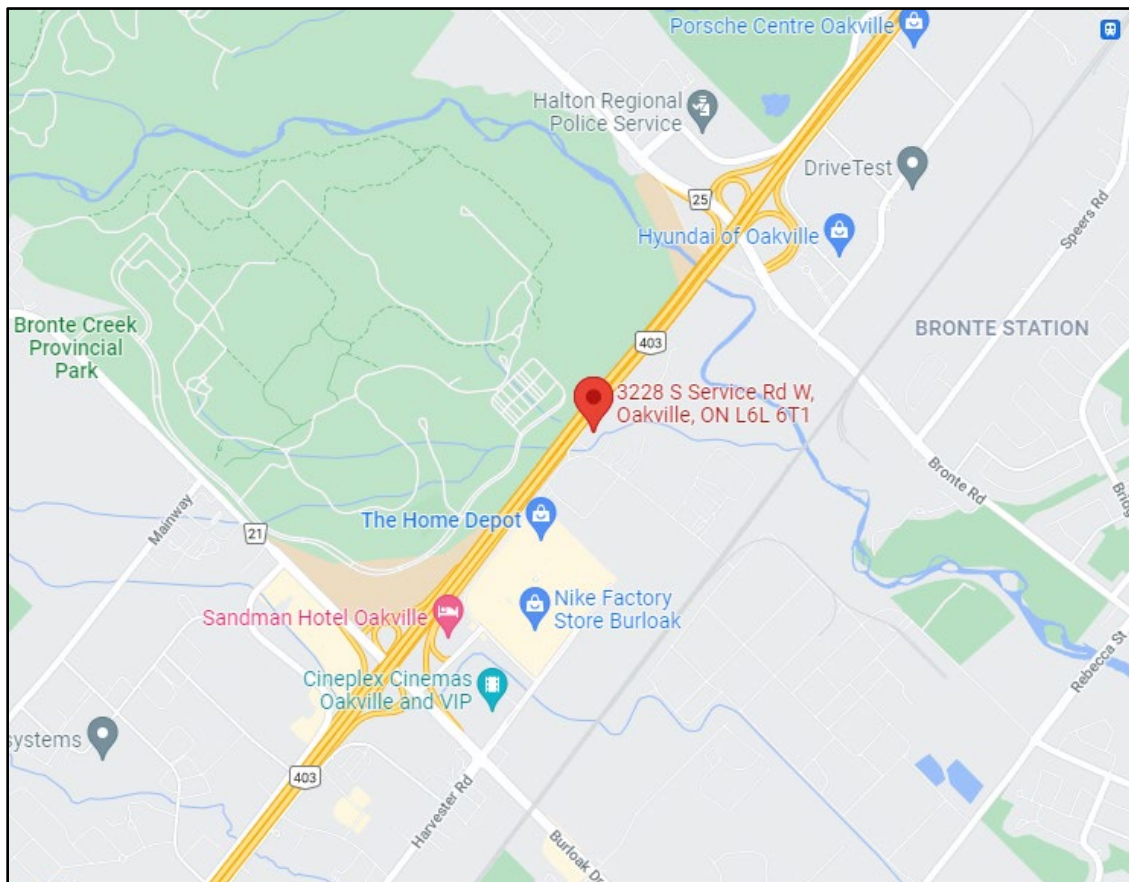 Porsche Centre Oakville
Halton Regional
Police Service
DriveTest
25
Speers Rd
Hyundai of Oakville
Bronte Creek
Provincial
Park
BRONTE STATION
403
3228 S Service Rd W,
Oakville, ON L6L 6T1
Bronte Rd
Mainway
The Home Depot
21
Nike Factory
Store Burloak
Sandman Hotel Oakville
Rebecca St
Cineplex Cinemas
Oakville and VIP
systems
403
Harvester Rd
Burloak Dr